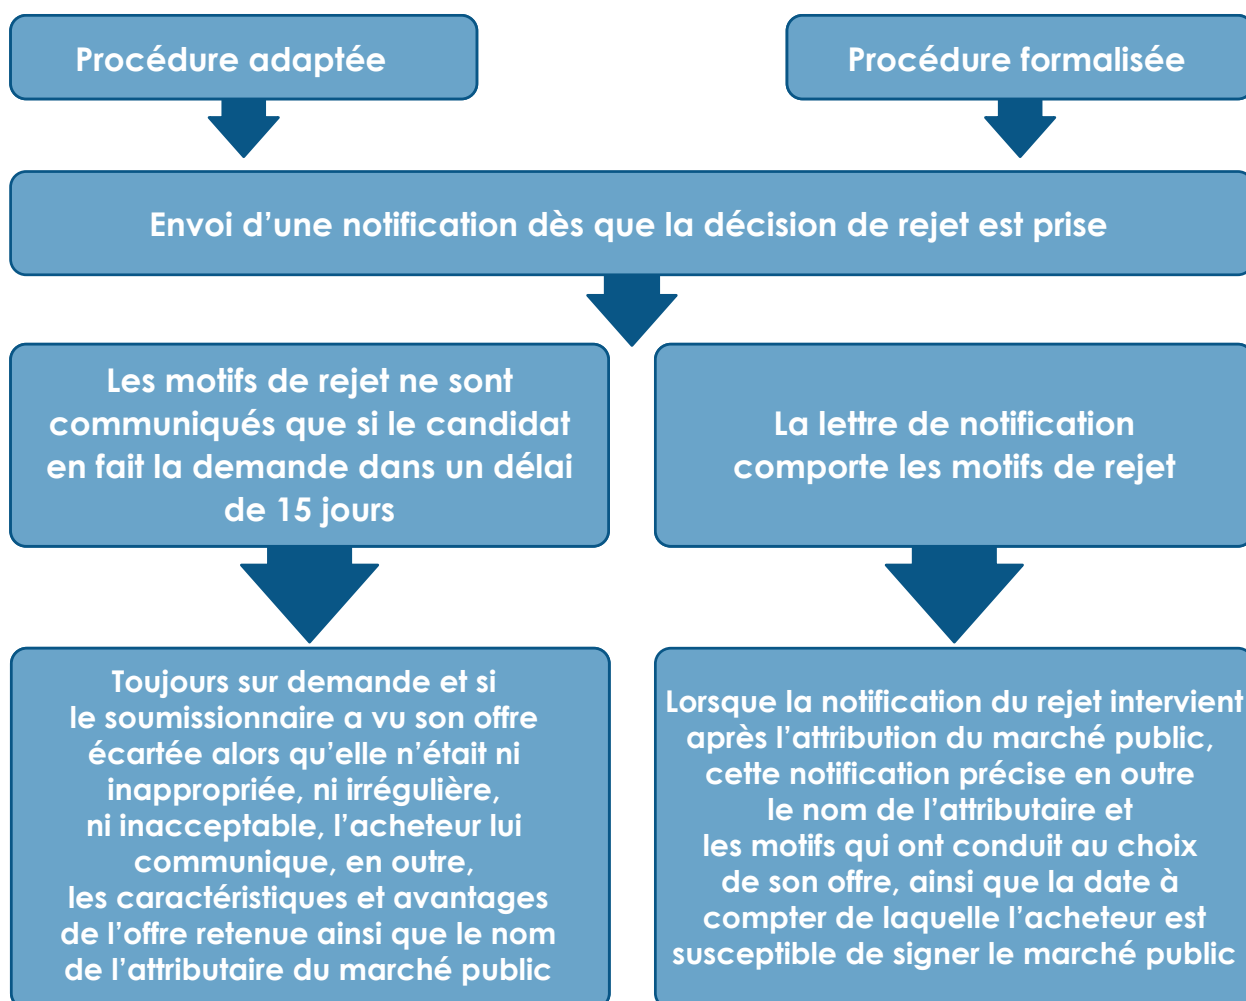 Procédure adaptée
Procédure formalisée
Envoi d’une notification dès que la décision de rejet est prise
Les motifs de rejet ne sont
communiqués que si le candidat
en fait la demande dans un délai
de 15 jours
La lettre de notification
comporte les motifs de rejet
Toujours sur demande et si
le soumissionnaire a vu son offre
écartée alors qu’elle n’était ni
inappropriée, ni irrégulière,
ni inacceptable, l’acheteur lui
communique, en outre,
les caractéristiques et avantages
de l’offre retenue ainsi que le nom
de l’attributaire du marché public
Lorsque la notification du rejet intervient
après l’attribution du marché public,
cette notification précise en outre
le nom de l’attributaire et
les motifs qui ont conduit au choix
de son offre, ainsi que la date à
compter de laquelle l’acheteur est
susceptible de signer le marché public